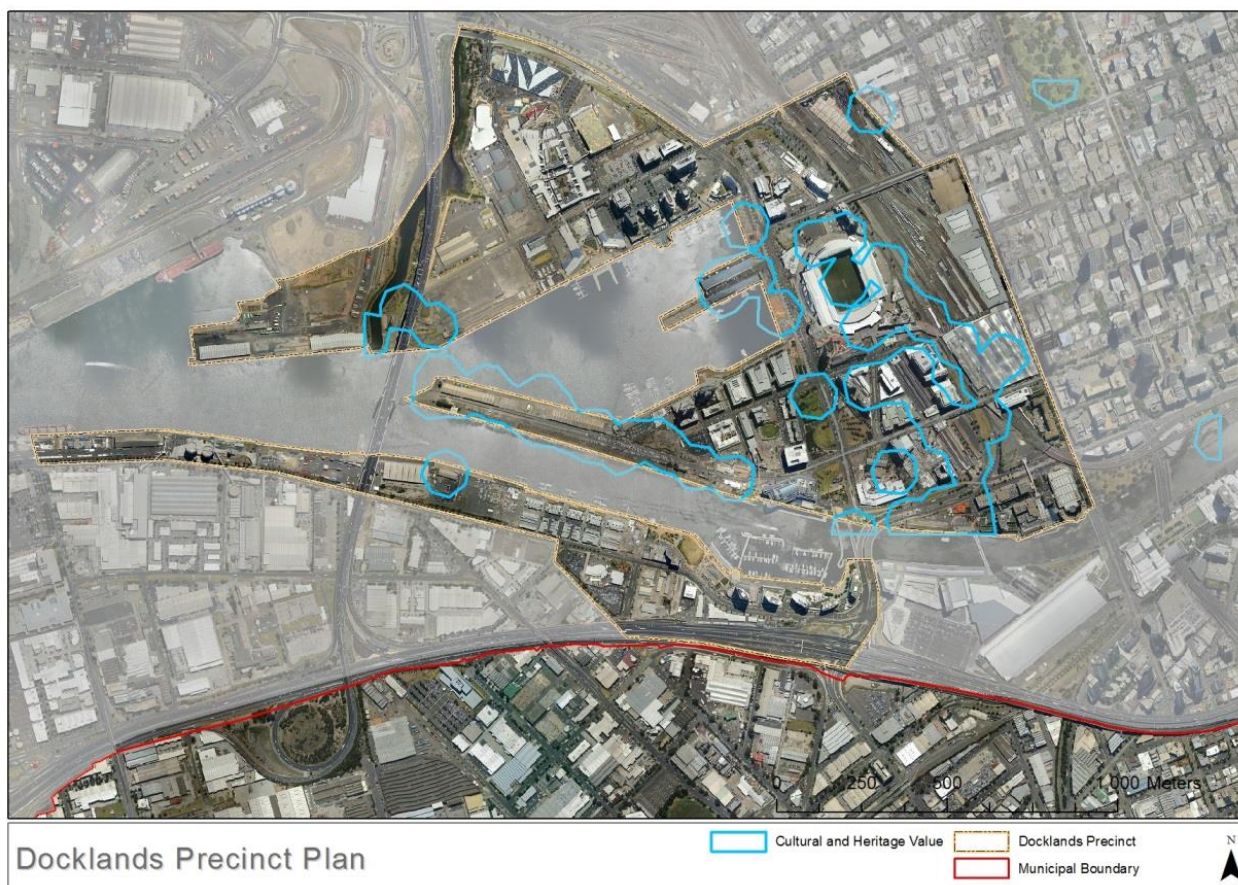 0 250 500 1,000 Meters
Docklands Precinct Plan
Cultural and Heritage Value
Docklands Precinct
Municipal Boundary
N